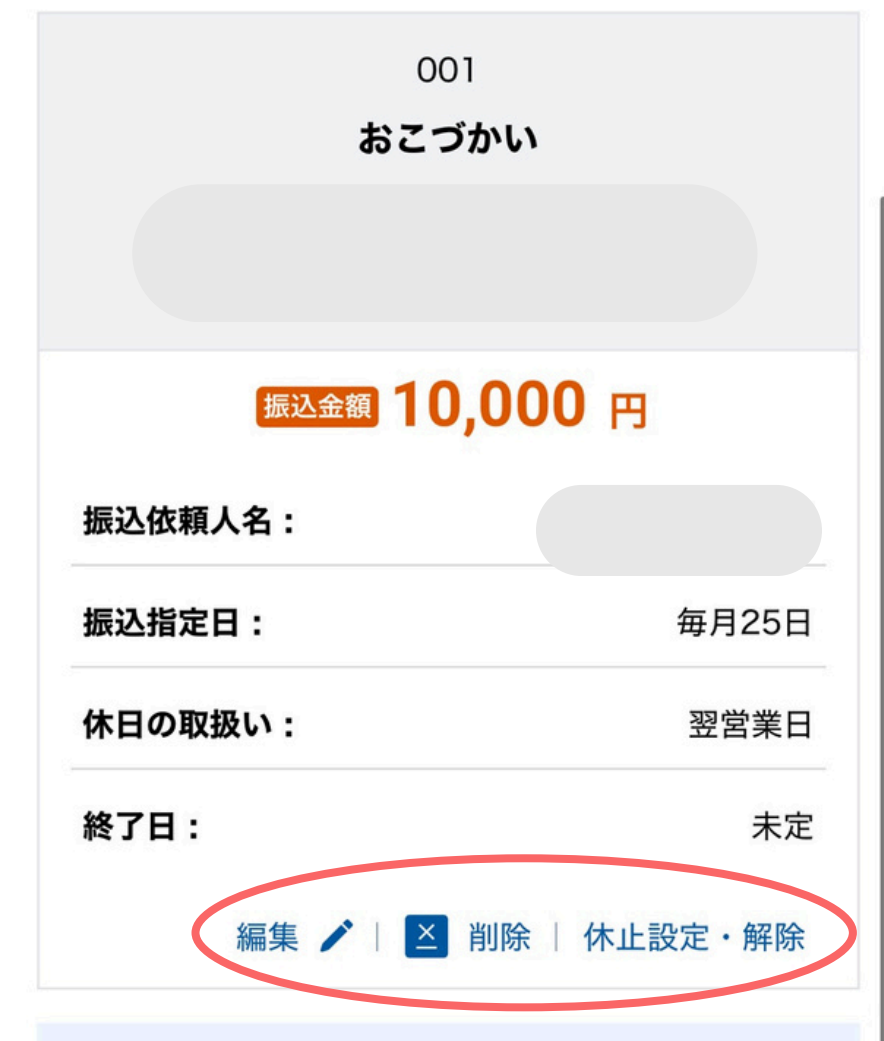 001
おこづかい
振込金額 10,000 円
振込依頼人名：
振込指定日： 毎月25日
休日の取扱い： 翌営業日
終了日： 未定
編集 | 削除 | 休止設定・解除